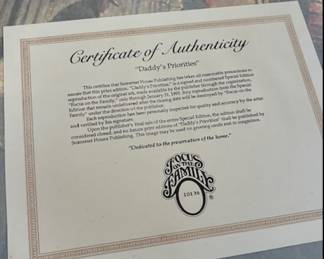 Certificate of Authenticity
"Daddy's Priorities"
This certifies that Somerset House Publishing has taken all reasonable precautions to
assure that this print edition, "Daddy's Priorities," is a signed and numbered Special Edition
reproduction of the original art, made available by the publisher through the organization,
"Focus on the Family," only through January 31, 1995. Any reproduction from the Special
Edition that remain undelivered after the closing date will be destroyed by "Focus on the
Family" under the direction of the publisher.
Each reproduction has been personally inspected for quality and accuracy by the artist
and verified by his signature.
Upon the publisher's final sale of the entire Special Edition, the edition shall be
considered closed, and no future print editions of "Daddy's Priorities" shall be published by
Somerset House Publishing. This image may be used on greeting cards and in magazines.
"Dedicated to the preservation of the home."
FOCUS
ON THE
FAMILY
®